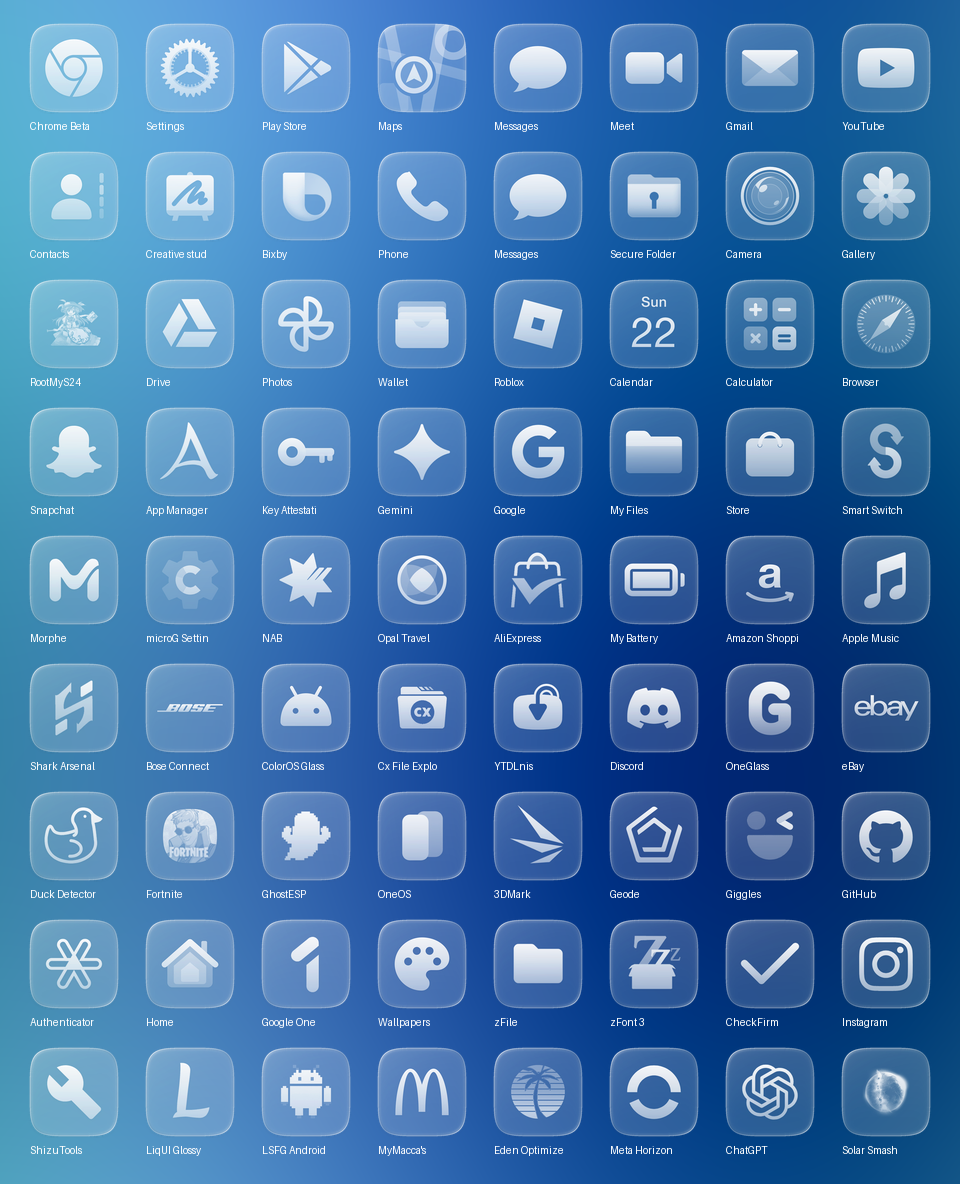 Chrome Beta Settings Play Store Maps Messages Meet Gmail YouTube
Contacts Creative stud Bixby Phone Messages Secure Folder Camera Gallery
Sun
22
RootMyS24 Drive Photos Wallet Roblox Calendar Calculator Browser
Snapchat App Manager Key Attestati Gemini Google My Files Store Smart Switch
a
Morphe microG Settin NAB Opal Travel AliExpress My Battery Amazon Shoppi Apple Music
BOSE CX G ebay
Shark Arsenal Bose Connect ColorOS Glass Cx File Explo YTDLnis Discord OneGlass eBay
FORTNITE
Duck Detector Fortnite GhostESP OneOS 3DMark Geode Giggles GitHub
1 Z Z Z
Authenticator Home Google One Wallpapers zFile zFont 3 CheckFirm Instagram
L
ShizuTools LiqUI Glossy LSFG Android MyMacca's Eden Optimize Meta Horizon ChatGPT Solar Smash